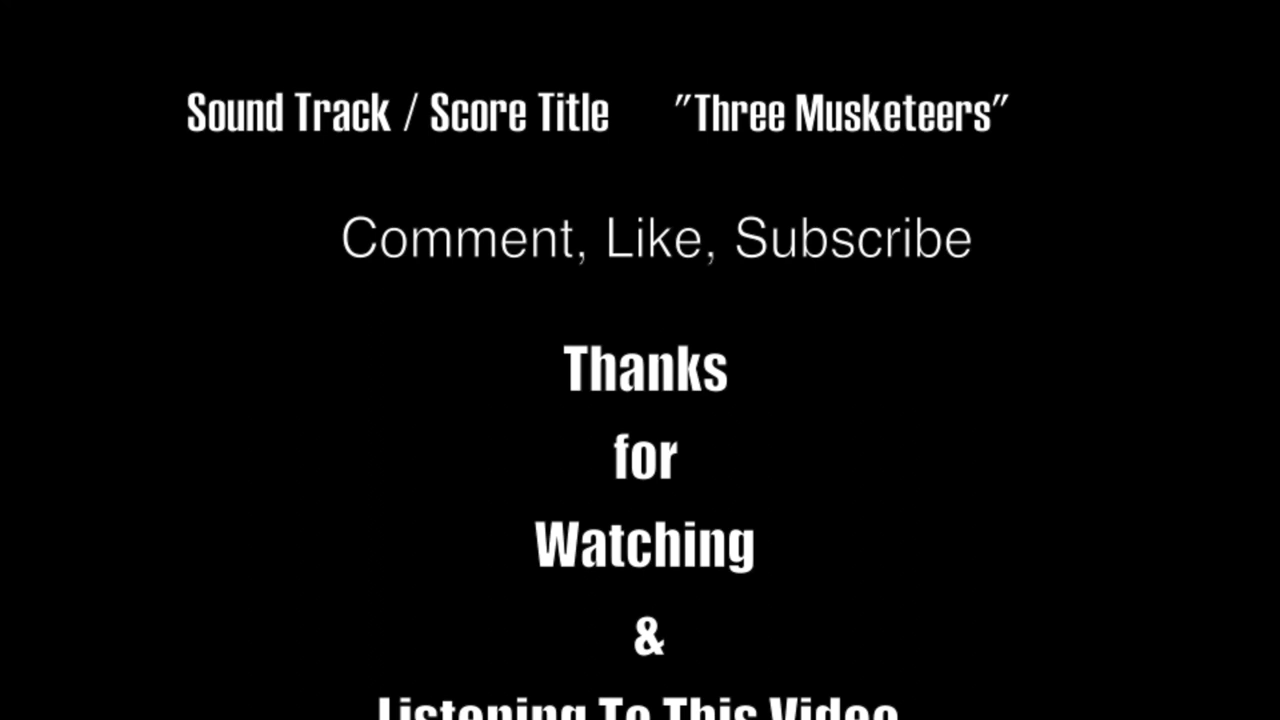 Sound Track / Score Title "Three Musketeers"
Comment, Like, Subscribe
Thanks
for
Watching
&
Listening To This Video